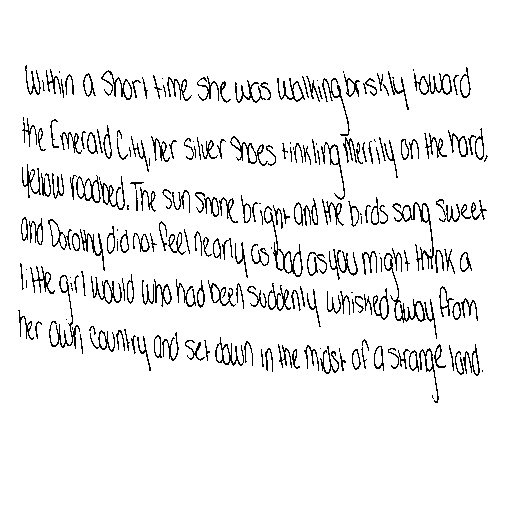 Within a short time she was walking briskly toward
the Emerald City, her Silver Shoes tinkling merrily on the hard,
yellow roadbed. The sun shone bright and the birds sang sweet
and Dorothy did not feel nearly as bad as you might think a
little girl would who had been suddenly whisked away from
her own country and set down in the midst of a strange land.